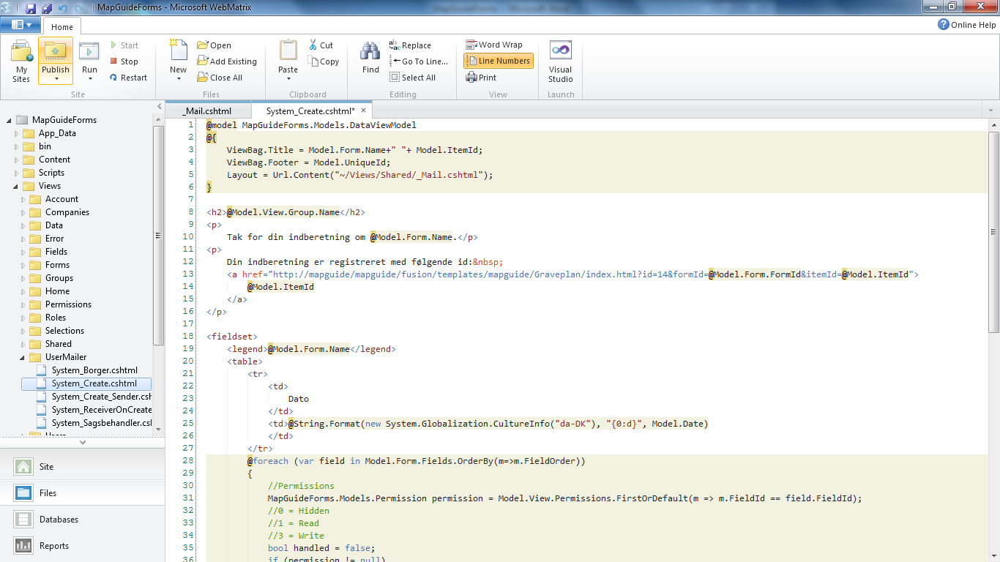 MapGuideForms - Microsoft WebMatrix
Home
Online Help
My Sites
Publish
Run
Start
Stop
Restart
Site
New
Open
Add Existing
Close All
Files
Paste
Cut
Copy
Clipboard
Find
Replace
Go To Line...
Select All
Editing
Word Wrap
Line Numbers
Print
View
Visual Studio
Launch
MapGuideForms
App_Data
bin
Content
Scripts
Views
Account
Companies
Data
Error
Fields
Forms
Groups
Home
Permissions
Roles
Selections
Shared
UserMailer
System_Borger.cshtml
System_Create.cshtml
System_Create_Sender.csh
System_ReceiverOnCreate
System_Sagsbehandler.csl
Site
Files
Databases
Reports
_Mail.cshtml
System_Create.cshtml*
1 @model MapGuideForms.Models.DataViewModel
2 @{
3 ViewBag.Title = Model.Form.Name+" "+ Model.ItemId;
4 ViewBag.Footer = Model.UniqueId;
5 Layout = Url.Content("~/Views/Shared/_Mail.cshtml");
6 }
7
8 <h2>@Model.View.Group.Name</h2>
9 <p>
10 Tak for din indberetning om @Model.Form.Name.</p>
11 <p>
12 Din indberetning er registreret med følgende id:&nbsp;
13 <a href="http://mapguide/mapguide/fusion/templates/mapguide/Graveplan/index.html?id=14&formId=@Model.Form.FormId&itemId=@Model.ItemId">
14 @Model.ItemId
15 </a>
16 </p>
17
18 <fieldset>
19 <legend>@Model.Form.Name</legend>
20 <table>
21 <tr>
22 <td>
23 Dato
24 </td>
25 <td>@String.Format(new System.Globalization.CultureInfo("da-DK"), "{0:d}", Model.Date)
26 </td>
27 </tr>
28 @foreach (var field in Model.Form.Fields.OrderBy(m=>m.FieldOrder))
29 {
30 //Permissions
31 MapGuideForms.Models.Permission permission = Model.View.Permissions.FirstOrDefault(m => m.FieldId == field.FieldId);
32 //0 = Hidden
33 //1 = Read
34 //3 = Write
35 bool handled = false;
36 if (permission != null)